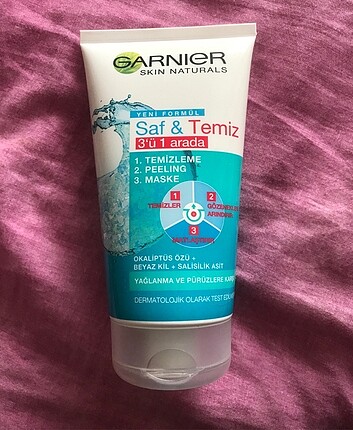 GARNIER
SKIN NATURALS
YENİ FORMÜL
Saf & Temiz
3'ü 1 arada
1. TEMİZLEME
2. PEELING
3. MASKE
1
TEMİZLER
2
3
OKALİPTÜS ÖZÜ +
BEYAZ KİL + SALİSİLİK ASİT
YAĞLANMA VE PÜRÜZLERE
DERMATOLOJİK OLARAK TEST